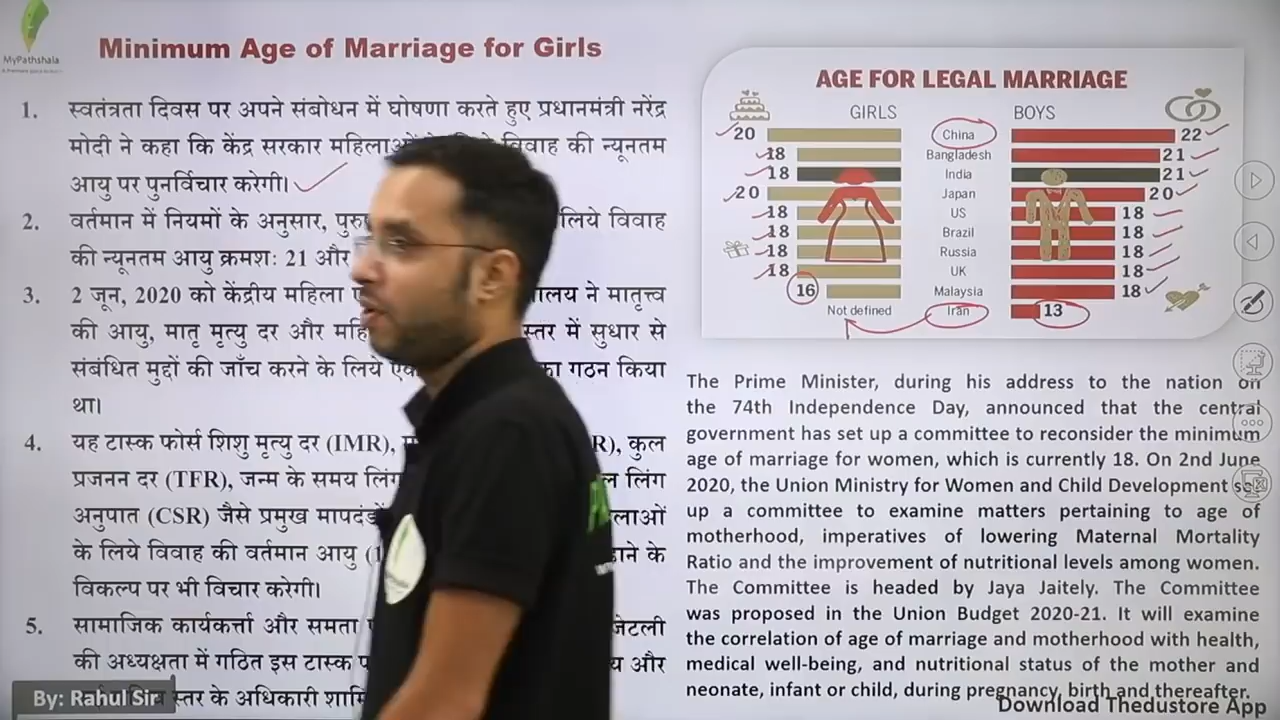 MyPathshala
Minimum Age of Marriage for Girls
1. स्वतंत्रता दिवस पर अपने संबोधन में घोषणा करते हुए प्रधानमंत्री नरेंद्र
मोदी ने कहा कि केंद्र सरकार महिलाओं विवाह की न्यूनतम
आयु पर पुनर्विचार करेगी।
2. वर्तमान में नियमों के अनुसार, लिये विवाह
की न्यूनतम आयु क्रमशः 21 और
3. 2 जून, 2020 को केंद्रीय महिला ने मातृत्त्व
की आयु, मातृ मृत्यु दर और स्तर में सुधार से
संबंधित मुद्दों की जाँच करने के लिये का गठन किया
था।
4. यह टास्क फोर्स शिशु मृत्यु दर (IMR), कुल
प्रजनन दर (TFR), जन्म के समय लिंग
अनुपात (CSR) जैसे प्रमुख
के लिये विवाह की वर्तमान आयु के
विकल्प पर भी विचार करेगी।
5. सामाजिक कार्यकर्त्ता और समता जेटली
की अध्यक्षता में गठित इस टास्क और
स्तर के अधिकारी
By: Rahul Sir
AGE FOR LEGAL MARRIAGE
GIRLS BOYS
20 China 22
18 Bangladesh 21
18 India 21
20 Japan 20
18 US 18
18 Brazil 18
18 Russia 18
18 UK 18
16 Malaysia 18
Not defined Iran 13
The Prime Minister, during his address to the nation on
the 74th Independence Day, announced that the central
government has set up a committee to reconsider the minimum
age of marriage for women, which is currently 18. On 2nd June
2020, the Union Ministry for Women and Child Development
up a committee to examine matters pertaining to age of
motherhood, imperatives of lowering Maternal Mortality
Ratio and the improvement of nutritional levels among women.
The Committee is headed by Jaya Jaitely. The Committee
was proposed in the Union Budget 2020-21. It will examine
the correlation of age of marriage and motherhood with health,
medical well-being, and nutritional status of the mother and
neonate, infant or child, during pregnancy, birth and thereafter.
Download Thedustore App